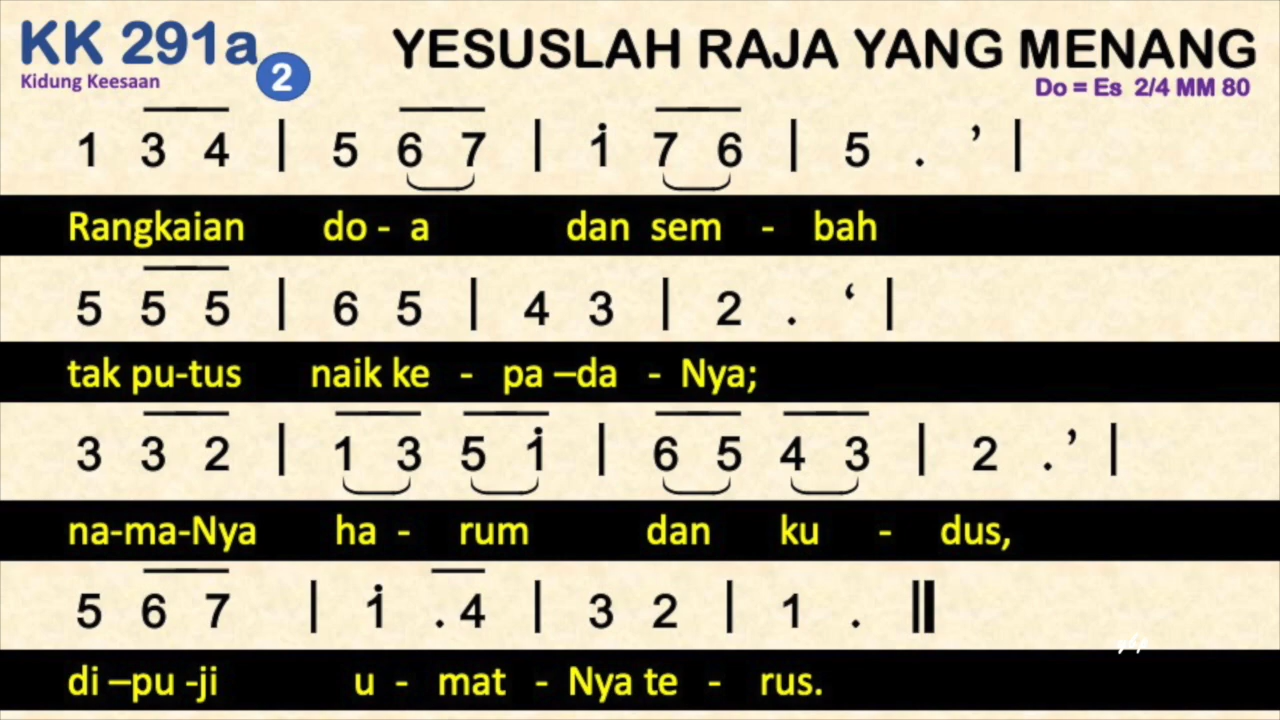 KK 291a 2 YESUSLAH RAJA YANG MENANG
Kidung Keesaan Do = Es 2/4 MM 80
1 3 4 | 5 6 7 | i 7 6 | 5 . ’ |
Rangkaian do - a dan sem - bah
5 5 5 | 6 5 | 4 3 | 2 . ‘ |
tak pu-tus naik ke - pa –da - Nya;
3 3 2 | 1 3 5 i | 6 5 4 3 | 2 . ’ |
na-ma-Nya ha - rum dan ku - dus,
5 6 7 | i . 4 | 3 2 | 1 . ||
di –pu -ji u - mat - Nya te - rus.